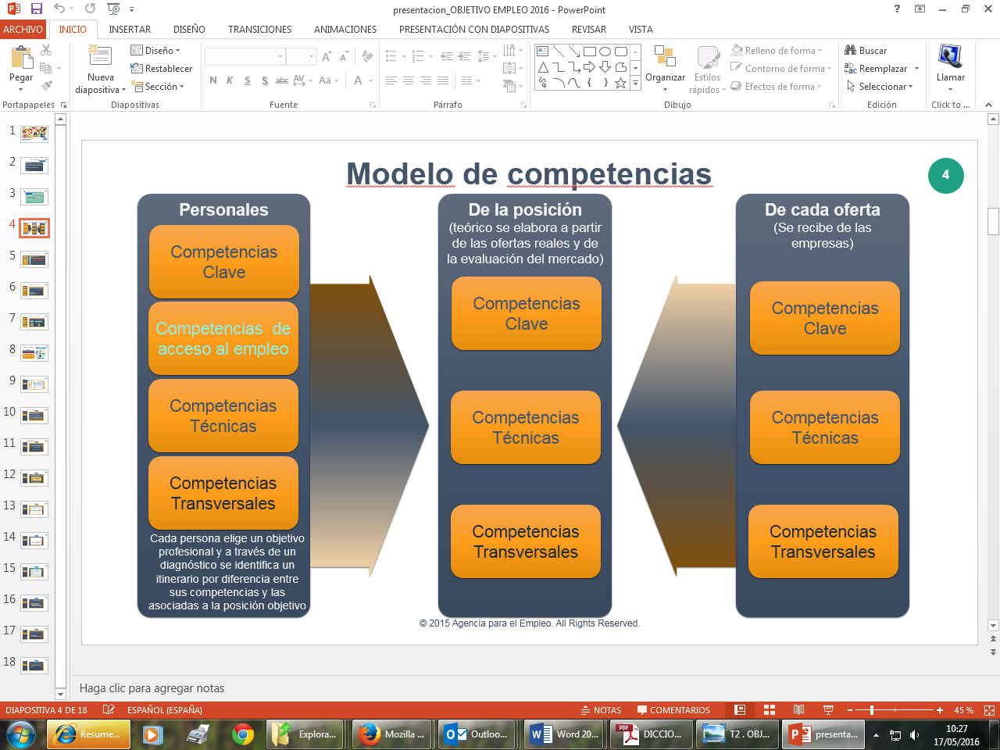 presentacion_OBJETIVO EMPLEO 2016 - PowerPoint
ARCHIVO INICIO INSERTAR DISEÑO TRANSICIONES ANIMACIONES PRESENTACIÓN CON DIAPOSITIVAS REVISAR VISTA
Pegar
Portapapeles
Nueva
diapositiva
Diseño
Restablecer
Sección
Diapositivas
N K S S abc AV Aa A
Fuente
Párrafo
Organizar
Estilos
rápidos
Relleno de forma
Contorno de forma
Efectos de forma
Dibujo
Buscar
Reemplazar
Seleccionar
Edición
Llamar
Click to ...
1
2
3
4
5
6
7
8
9
10
11
12
13
14
15
16
17
18
Modelo de competencias
4
Personales
Competencias
Clave
Competencias de
acceso al empleo
Competencias
Técnicas
Competencias
Transversales
Cada persona elige un objetivo
profesional y a través de un
diagnóstico se identifica un
itinerario por diferencia entre
sus competencias y las
asociadas a la posición objetivo
De la posición
(teórico se elabora a partir
de las ofertas reales y de
la evaluación del mercado)
Competencias
Clave
Competencias
Técnicas
Competencias
Transversales
De cada oferta
(Se recibe de las
empresas)
Competencias
Clave
Competencias
Técnicas
Competencias
Transversales
© 2015 Agencia para el Empleo. All Rights Reserved.
Haga clic para agregar notas
DIAPOSITIVA 4 DE 18 ESPAÑOL (ESPAÑA) NOTAS COMENTARIOS 45 %
Resume... Explora... Mozilla ... Outloo... Word 20... DICCIO... T2 . OBJ... presenta...
10:27
17/05/2016